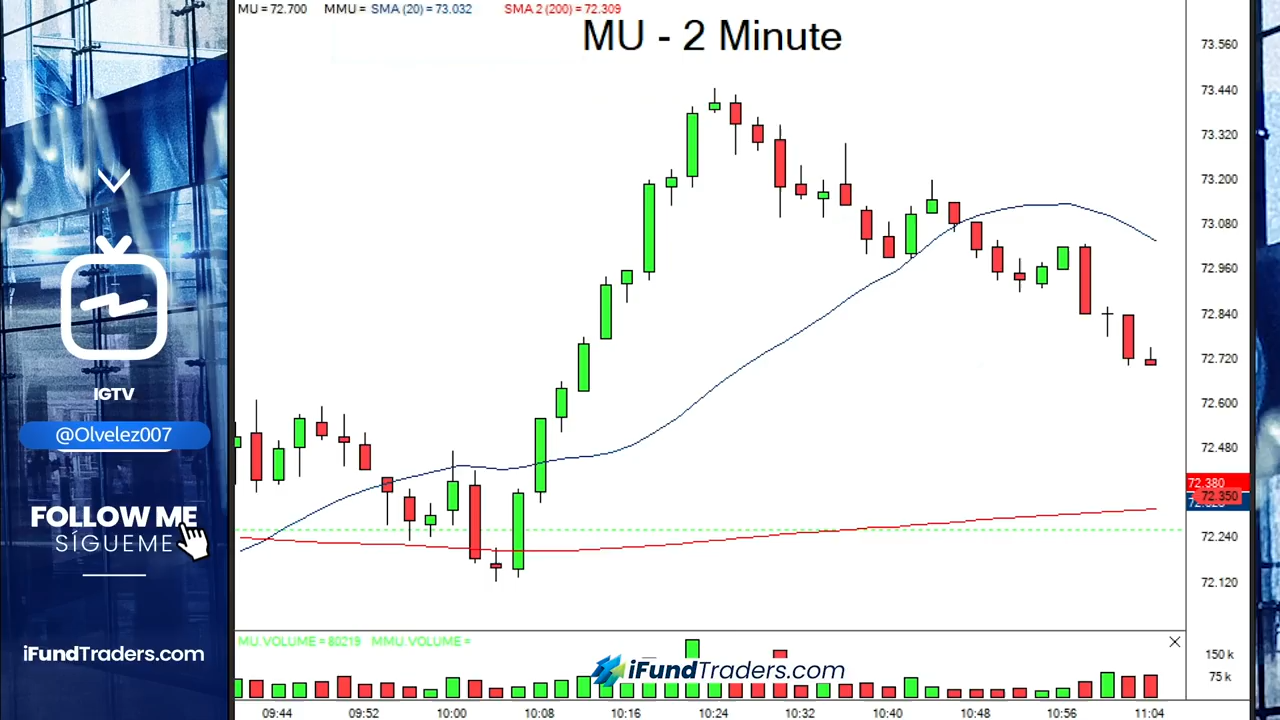 MU = 72.700 MMU = SMA (20) = 73.032 SMA 2 (200) = 72.309
MU - 2 Minute
73.560
73.440
73.320
73.200
73.080
72.960
72.840
72.720
72.600
72.480
72.380
72.350
72.240
72.120
IGTV
@Olvelez007
FOLLOW ME
SÍGUEME
iFundTraders.com
MU VOLUME = 80219 MMU VOLUME =
150 k
75 k
iFundTraders.com
09:44 09:52 10:00 10:08 10:16 10:24 10:32 10:40 10:48 10:56 11:04